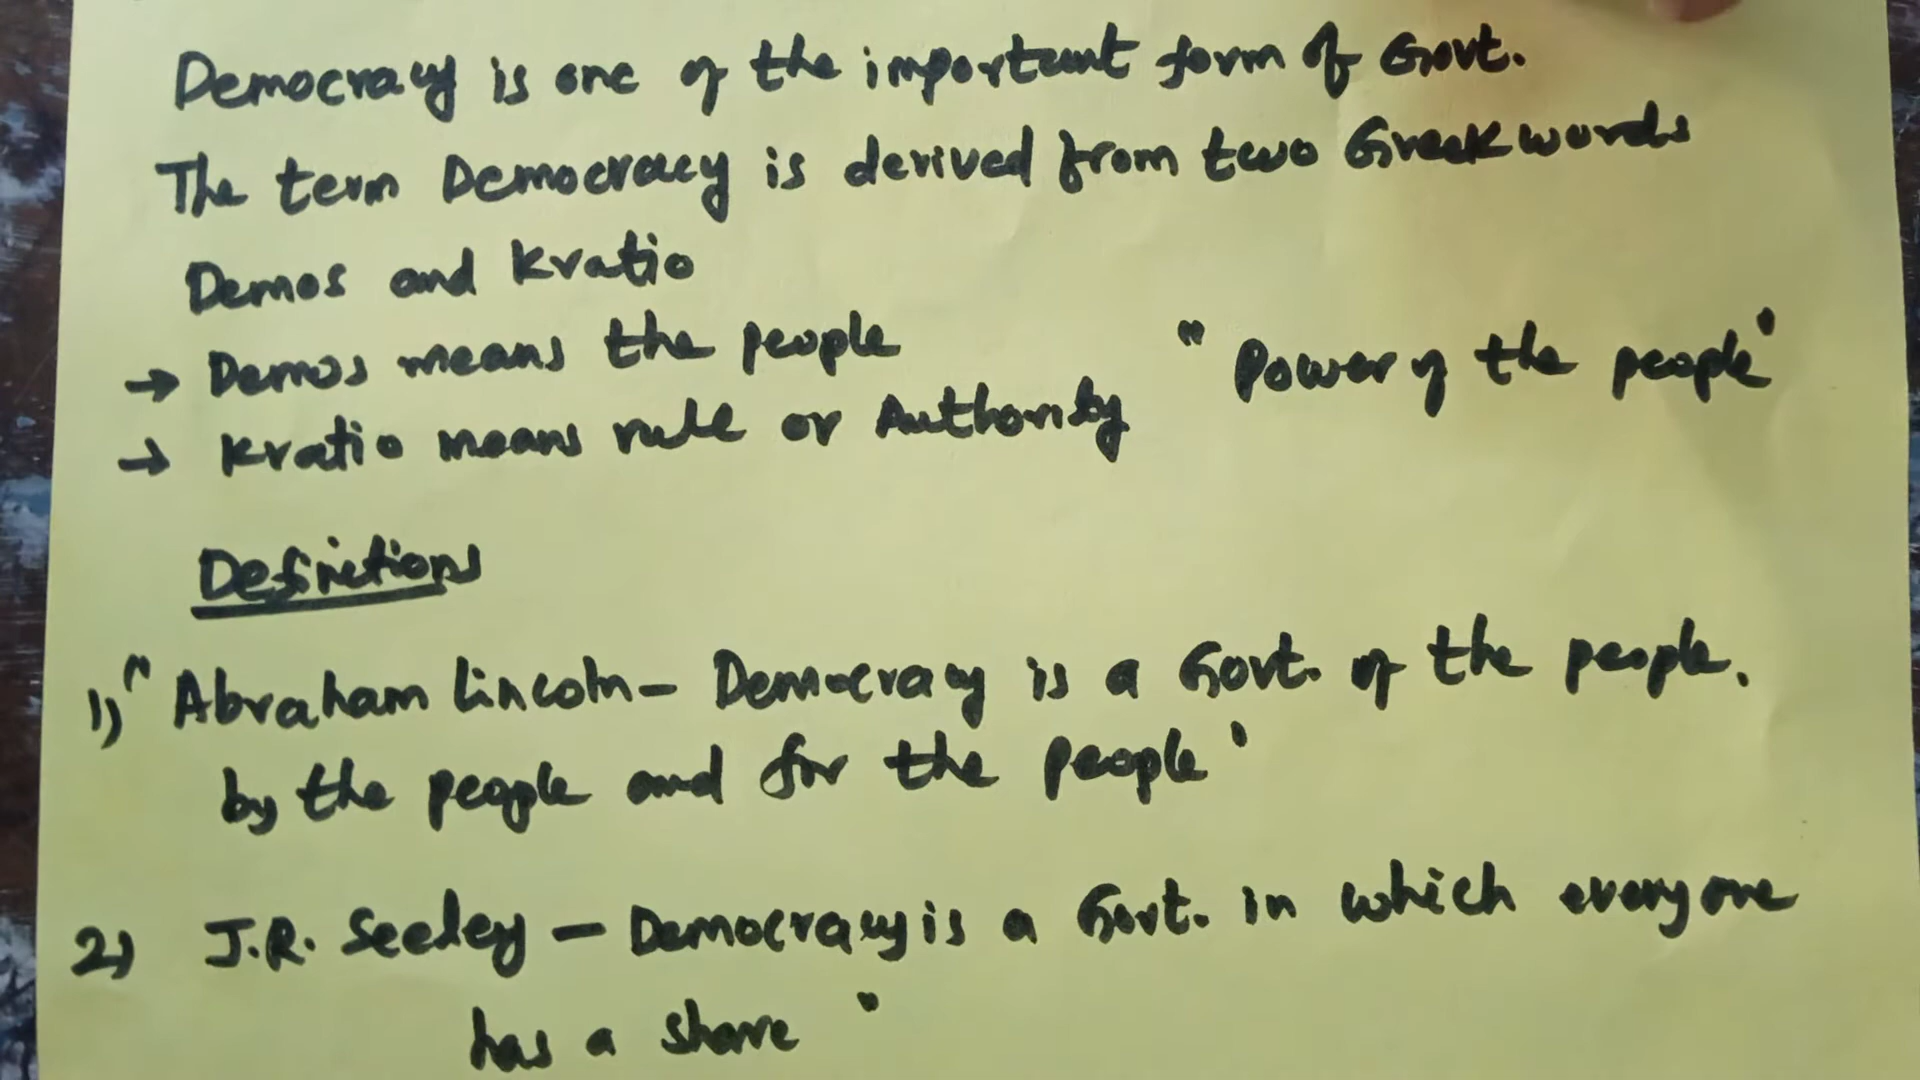 Democracy is one of the important form of Govt.
The term Democracy is derived from two Greek words
Demos and Kratio
→ Demos means the people
→ Kratio means rule or Authority
" Power of the people"
Definitions
1) " Abraham Lincoln - Democracy is a Govt. of the people,
by the people and for the people"
2) J.R. Seeley - Democracy is a Govt. in which everyone
has a share "